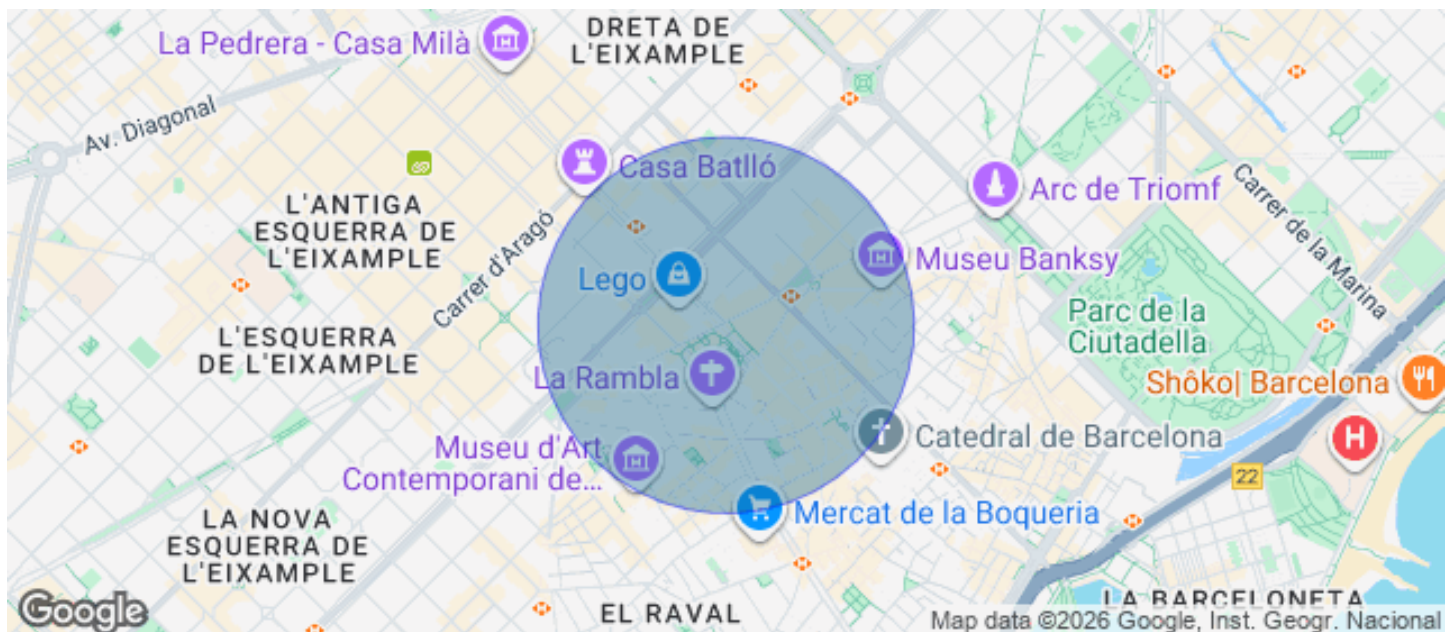 La Pedrera - Casa Milà
DRETA DE
L'EIXAMPLE
Av. Diagonal
Casa Batlló
Arc de Triomf
Carrer de la Marina
L'ANTIGA
ESQUERRA DE
L'EIXAMPLE
Carrer d'Aragó
Lego
Museu Banksy
Parc de la
Ciutadella
L'ESQUERRA
DE L'EIXAMPLE
La Rambla
Shôko| Barcelona
H
Museu d'Art
Contemporani de...
Catedral de Barcelona
22
Mercat de la Boqueria
LA NOVA
ESQUERRA DE
L'EIXAMPLE
EL RAVAL
LA BARCELONETA
Google
Map data ©2026 Google, Inst. Geogr. Nacional